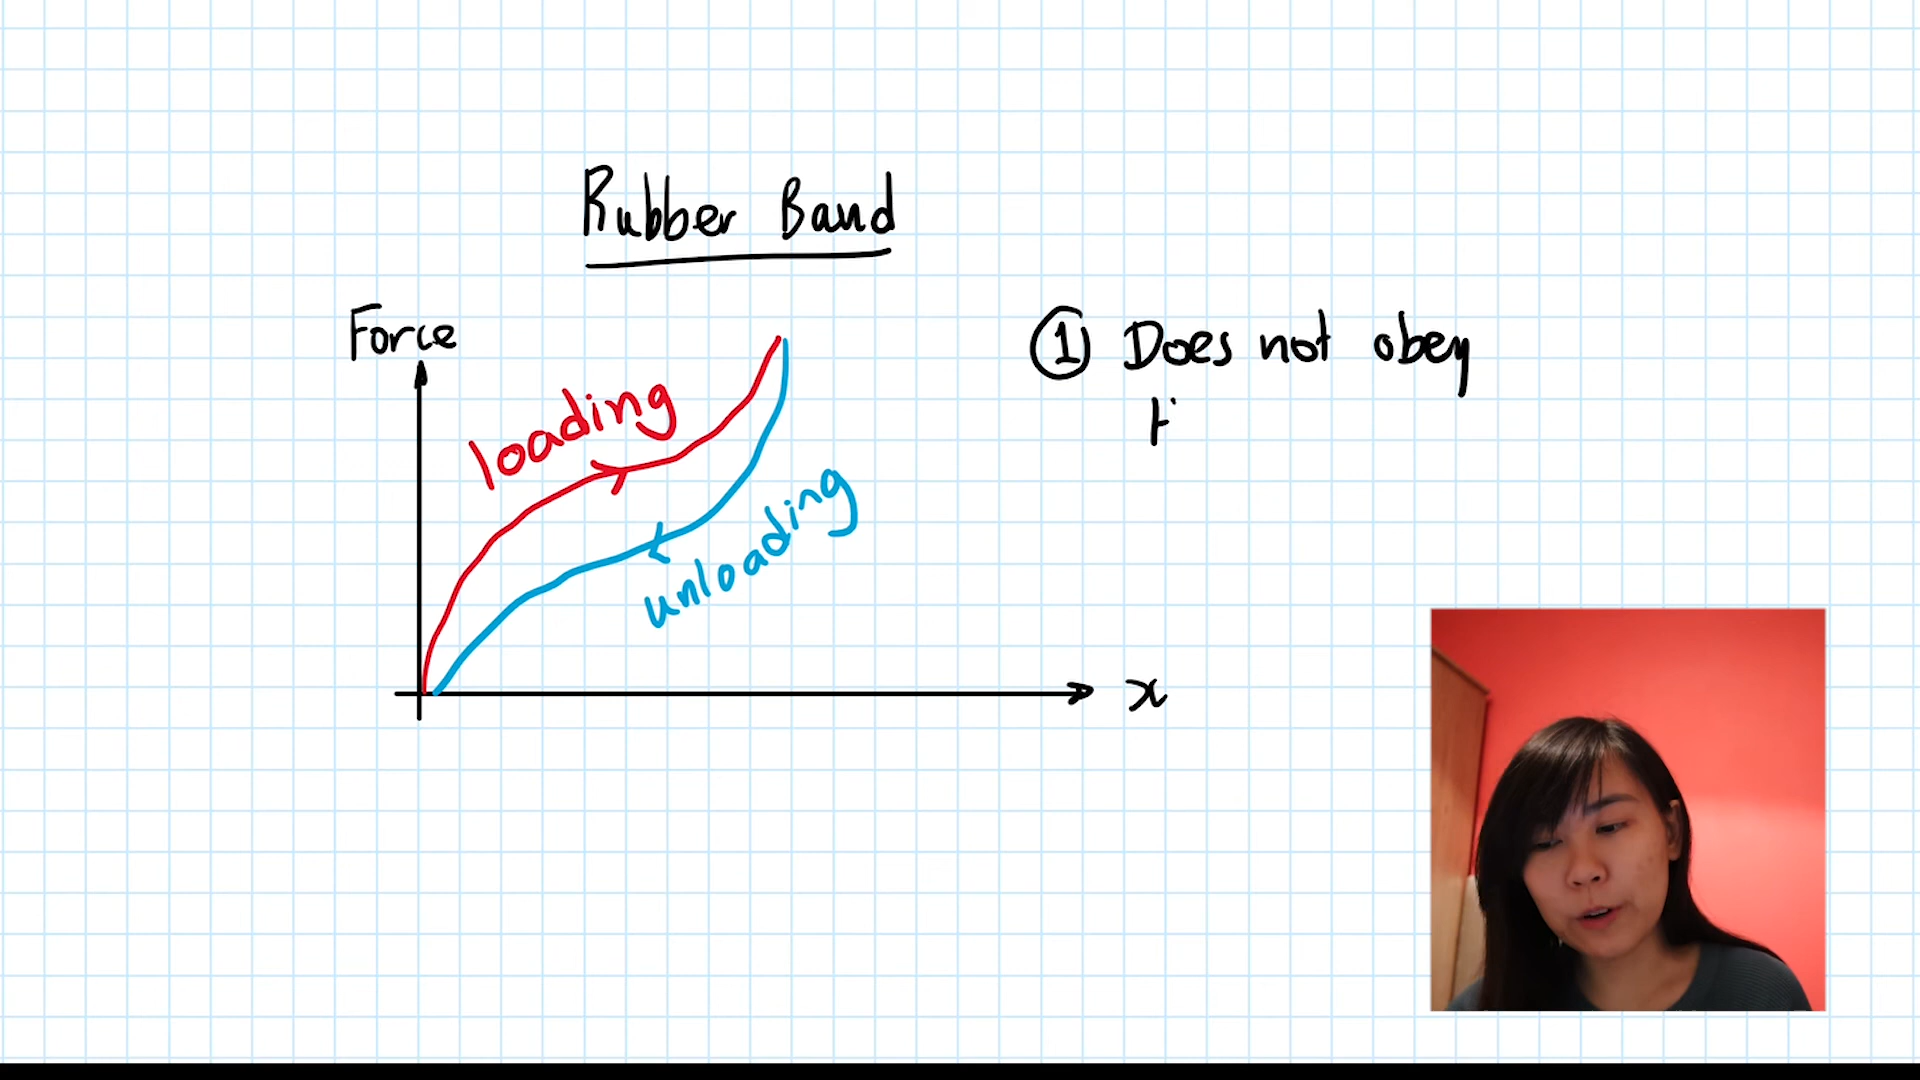 Rubber Band
Force
loading
unloading
x
① Does not obey